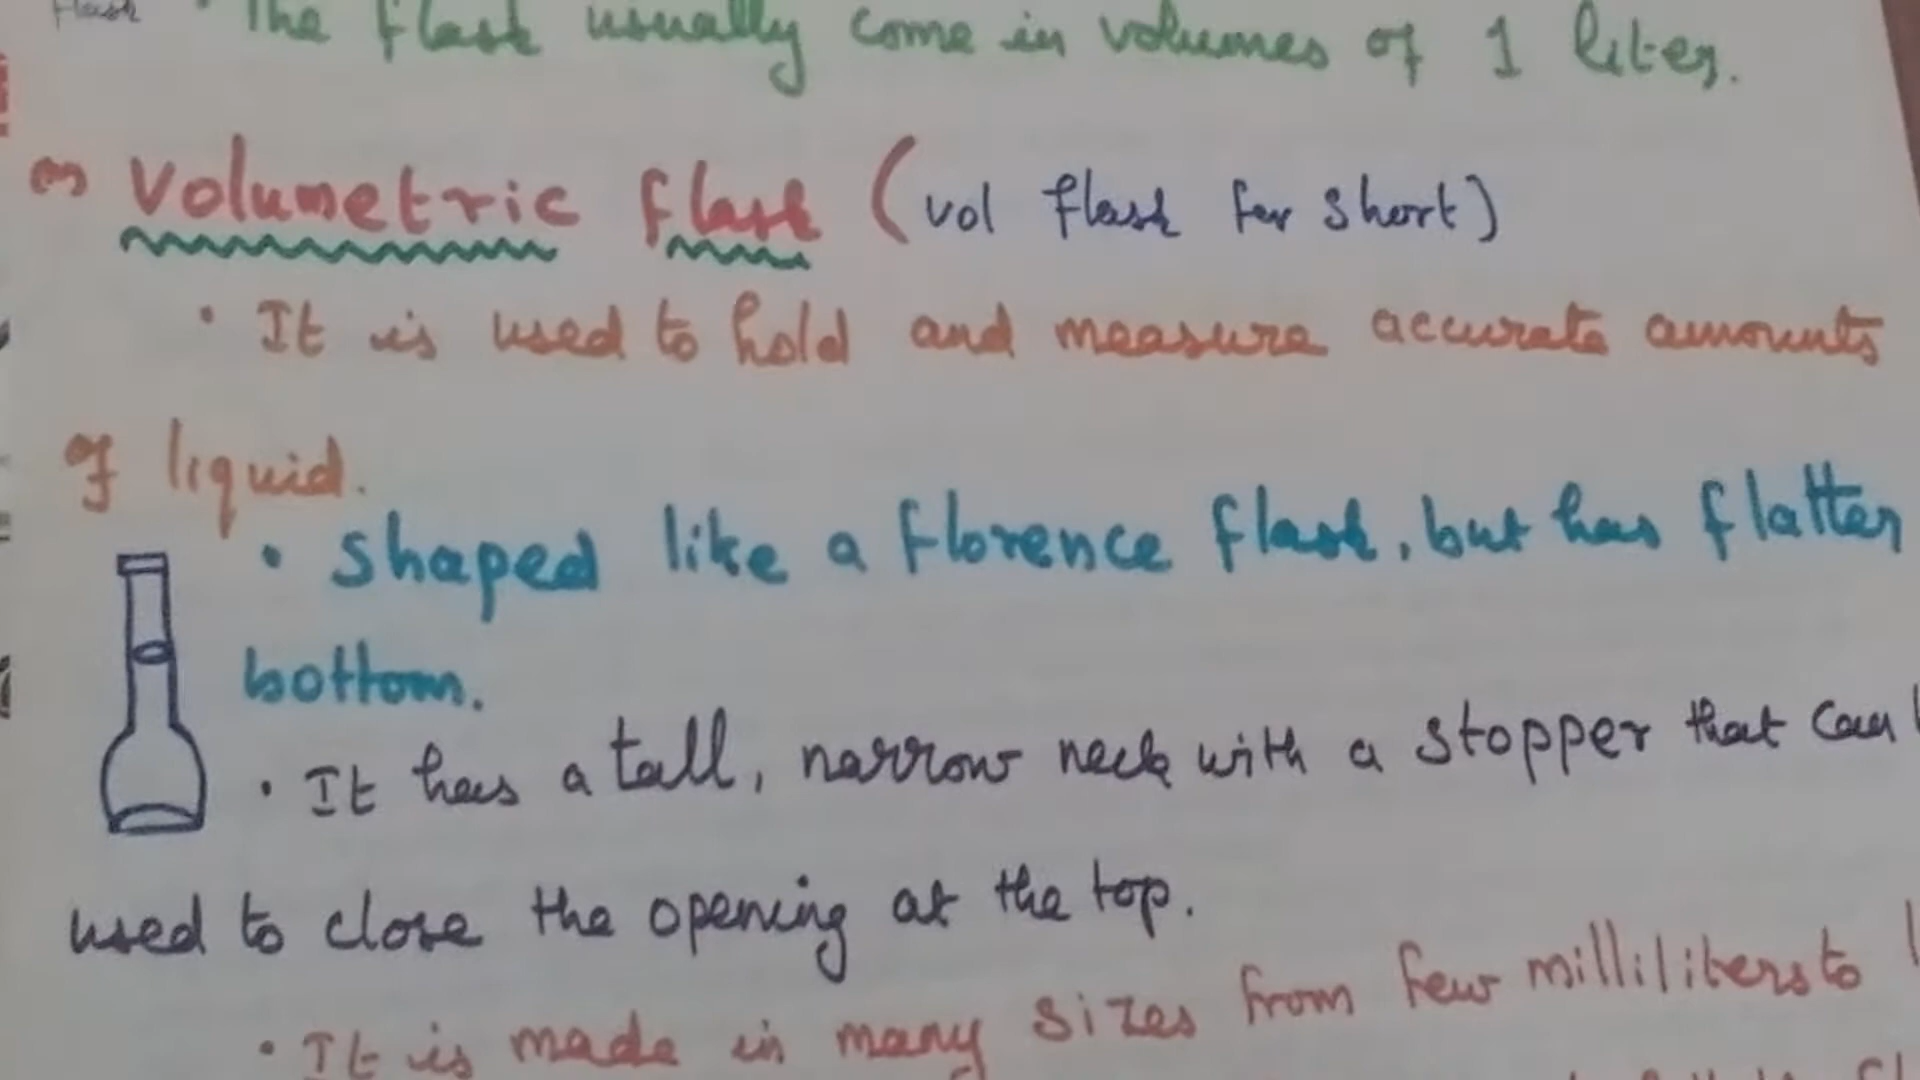 flask • The flask usually come in volumes of 1 liter.
Volumetric flask (vol flask for short)
• It is used to hold and measure accurate amounts
of liquid.
• shaped like a florence flask, but has flatter
bottom.
• It has a tall, narrow neck with a stopper that can
used to close the opening at the top.
• It is made in many sizes from few milliliters to